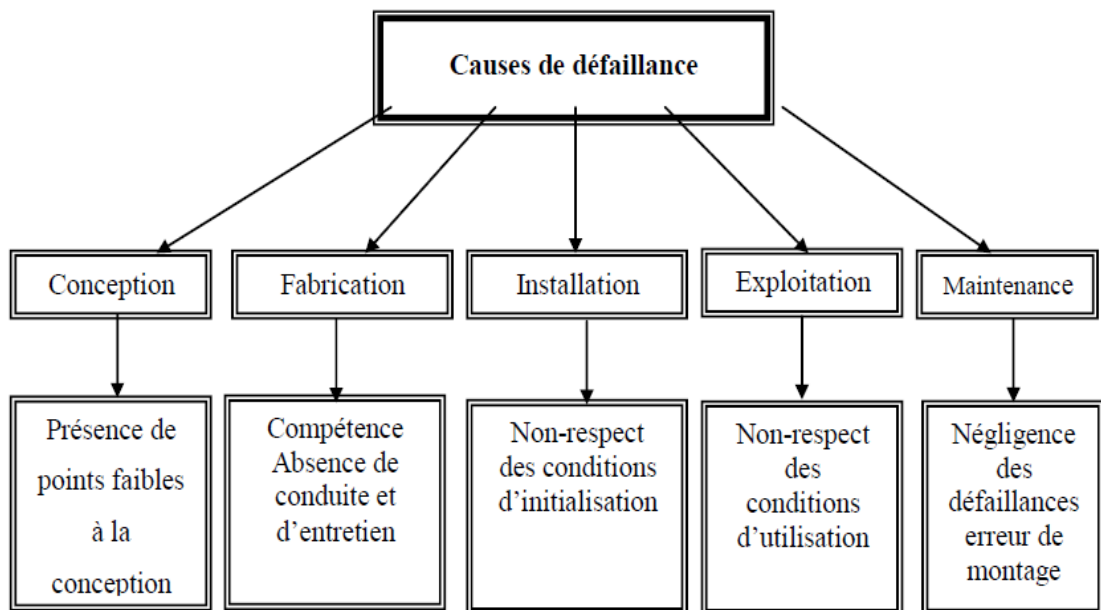 Causes de défaillance
Conception
Fabrication
Installation
Exploitation
Maintenance
Présence de
points faibles
à la
conception
Compétence
Absence de
conduite et
d’entretien
Non-respect
des conditions
d’initialisation
Non-respect
des
conditions
d’utilisation
Négligence
des
défaillances
erreur de
montage